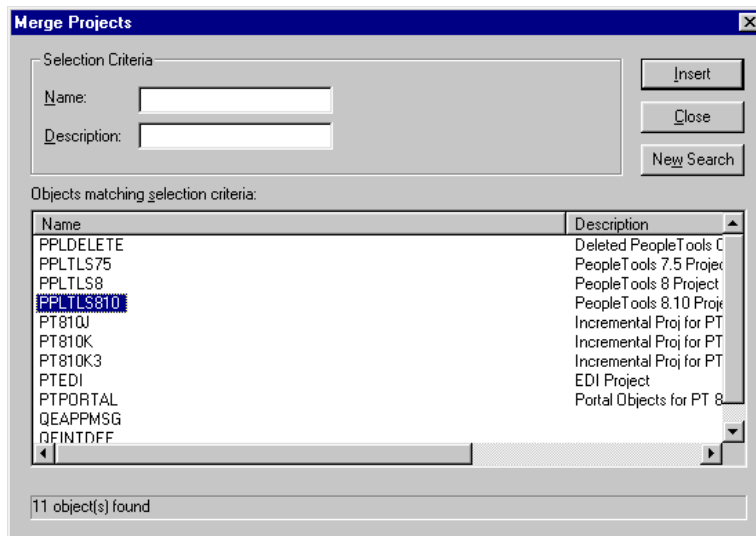 Merge Projects
Selection Criteria
Name:
Description:
Insert
Close
New Search
Objects matching selection criteria:
Name Description
PPLDELETE Deleted PeopleTools
PPLTLS75 PeopleTools 7.5 Projec
PPLTLS8 PeopleTools 8 Project
PPLTLS810 PeopleTools 8.10 Proje
PT810J Incremental Proj for PT
PT810K Incremental Proj for PT
PT810K3 Incremental Proj for PT
PTEDI EDI Project
PTPORTAL Portal Objects for PT 8
QEAPPMSG
11 object(s) found